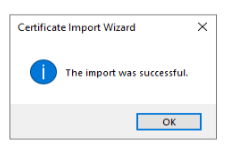 Certificate Import Wizard
The import was successful.
OK